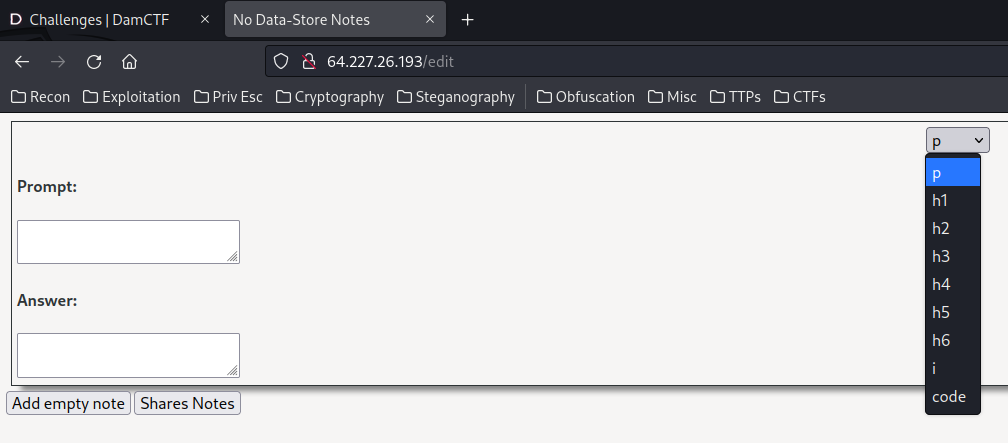 Challenges | DamCTF
No Data-Store Notes
64.227.26.193/edit
Recon Exploitation Priv Esc Cryptography Steganography Obfuscation Misc TTPs CTFs
p
Prompt:
Answer:
p
h1
h2
h3
h4
h5
h6
i
code
Add empty note Shares Notes